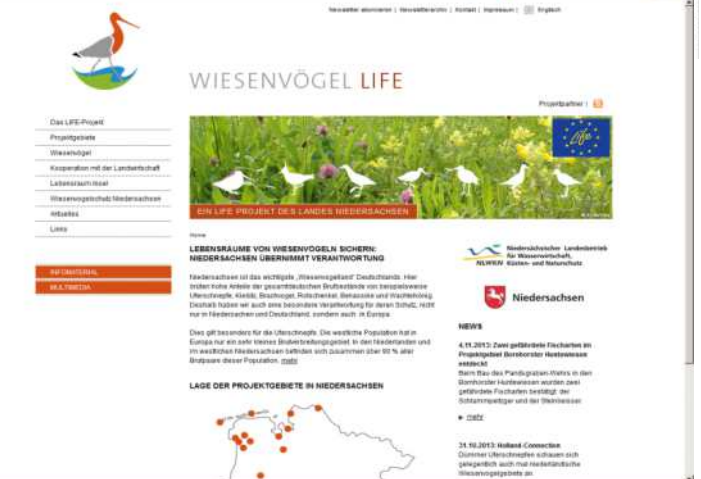 Newsletter abonnieren | Newsletterarchiv | Kontakt | Impressum | Englisch
WIESENVÖGEL LIFE
Projektpartner |
Das LIFE-Projekt
Projektgebiete
Wiesenvögel
Kooperation mit der Landwirtschaft
Lebensraum Insel
Wiesenvogelschutz Niedersachsen
Aktuelles
Links
INFOMATERIAL
MULTIMEDIA
Life
EIN LIFE PROJEKT DES LANDES NIEDERSACHSEN
Home
LEBENSRÄUME VON WIESENVÖGELN SICHERN:
NIEDERSACHSEN ÜBERNIMMT VERANTWORTUNG
Niedersachsen ist das wichtigste „Wiesenvogelland" Deutschlands. Hier
brüten hohe Anteile der gesamtdeutschen Brutbestände von beispielsweise
Uferschnepfe, Kiebitz, Brachvogel, Rotschenkel, Bekassine und Wachtelkönig.
Deshalb haben wir auch eine besondere Verantwortung für deren Schutz, nicht
nur in Niedersachsen und Deutschland, sondern auch in Europa.
Dies gilt besonders für die Uferschnepfe. Die westliche Population hat in
Europa nur ein sehr kleines Brutverbreitungsgebiet. In den Niederlanden und
im westlichen Niedersachsen befinden sich zusammen über 90 % aller
Brutpaare dieser Population. mehr
LAGE DER PROJEKTGEBIETE IN NIEDERSACHSEN
Niedersächsischer Landesbetrieb
für Wasserwirtschaft,
NLWKN Küsten- und Naturschutz
Niedersachsen
NEWS
4.11.2013: Zwei gefährdete Fischarten im
Projektgebiet Bornhorster Huntewiesen
entdeckt
Beim Bau des Pandsgraben-Wehrs in den
Bornhorster Huntewiesen wurden zwei
gefährdete Fischarten bestätigt: der
Schlammpeitzger und der Steinbeisser.
mehr
31.10.2013: Holland-Connection
Dümmer Uferschnepfen schauen sich
gelegentlich auch mal niederländische
Wiesenvogelgebiete an